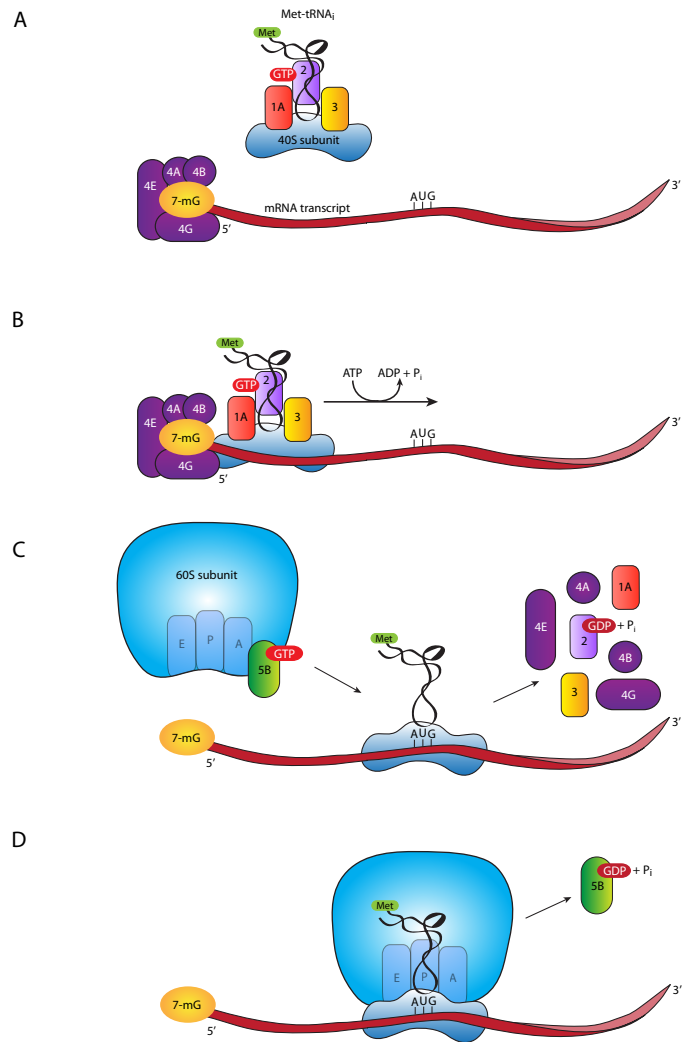 A
Met-tRNAi
Met
GTP
2
1A
3
40S subunit
4E
4A
4B
7-mG
4G
5'
mRNA transcript
AUG
3'
B
Met
GTP
2
1A
3
ATP
ADP + Pi
4E
4A
4B
7-mG
4G
5'
AUG
3'
C
60S subunit
E
P
A
5B
GTP
Met
4A
1A
4E
GDP + Pi
2
4B
3
4G
7-mG
5'
AUG
3'
D
GDP + Pi
5B
Met
E
P
A
7-mG
5'
AUG
3'